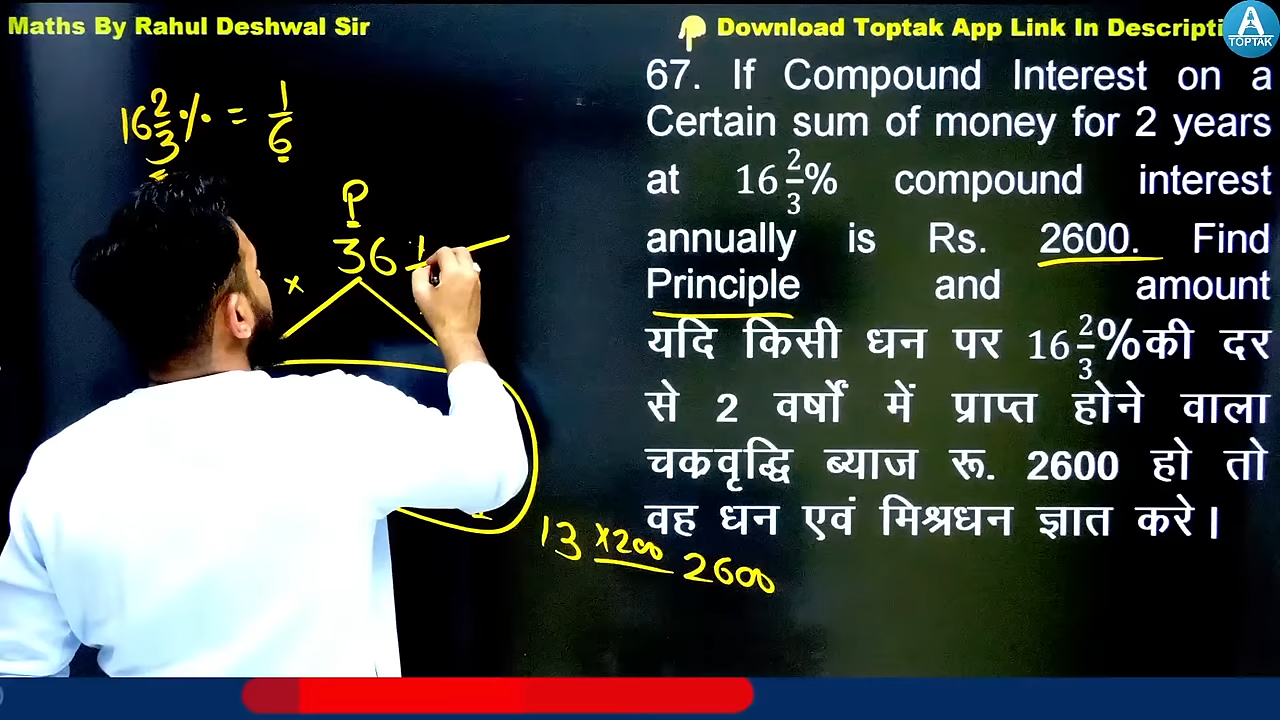 Maths By Rahul Deshwal Sir
Download Toptak App Link In Descripti
A
TOPTAK
16 2/3 % = 1/6
P
36
×
13 ×200 2600
67. If Compound Interest on a
Certain sum of money for 2 years
at 16 2/3% compound interest
annually is Rs. 2600. Find
Principle and amount
यदि किसी धन पर 16 2/3%की दर
से 2 वर्षों में प्राप्त होने वाला
चकवृद्धि ब्याज रू. 2600 हो तो
वह धन एवं मिश्रधन ज्ञात करे।